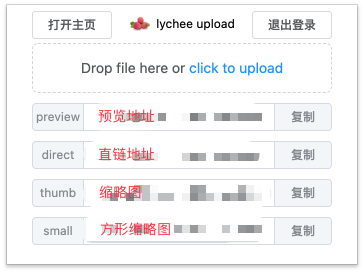 打开主页
lychee upload
退出登录
Drop file here or click to upload
preview 预览地址 复制
direct 直链地址 复制
thumb 缩略图 复制
small 方形缩略图 复制